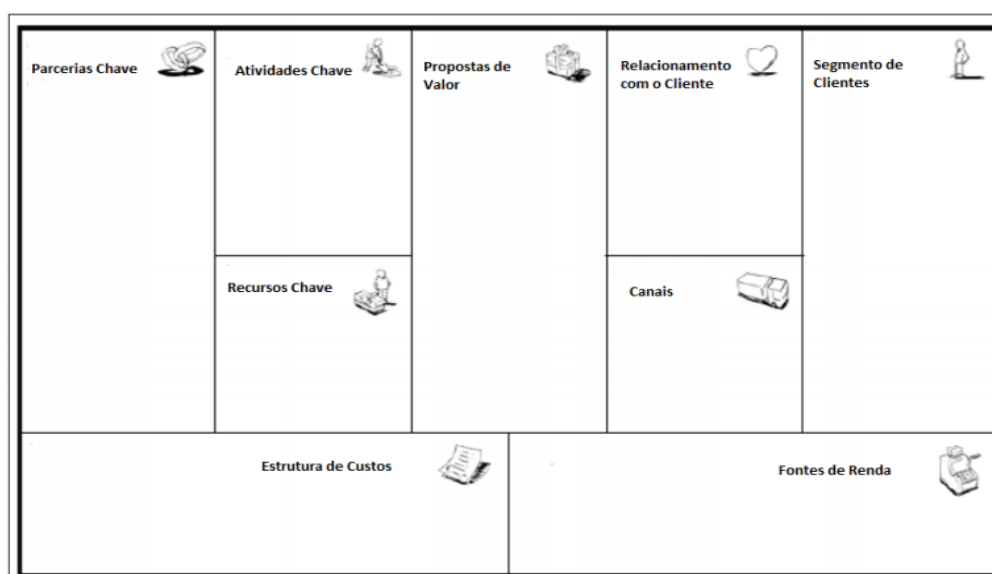 Parcerias Chave
Atividades Chave
Propostas de
Valor
Relacionamento
com o Cliente
Segmento de
Clientes
Recursos Chave
Canais
Estrutura de Custos
Fontes de Renda